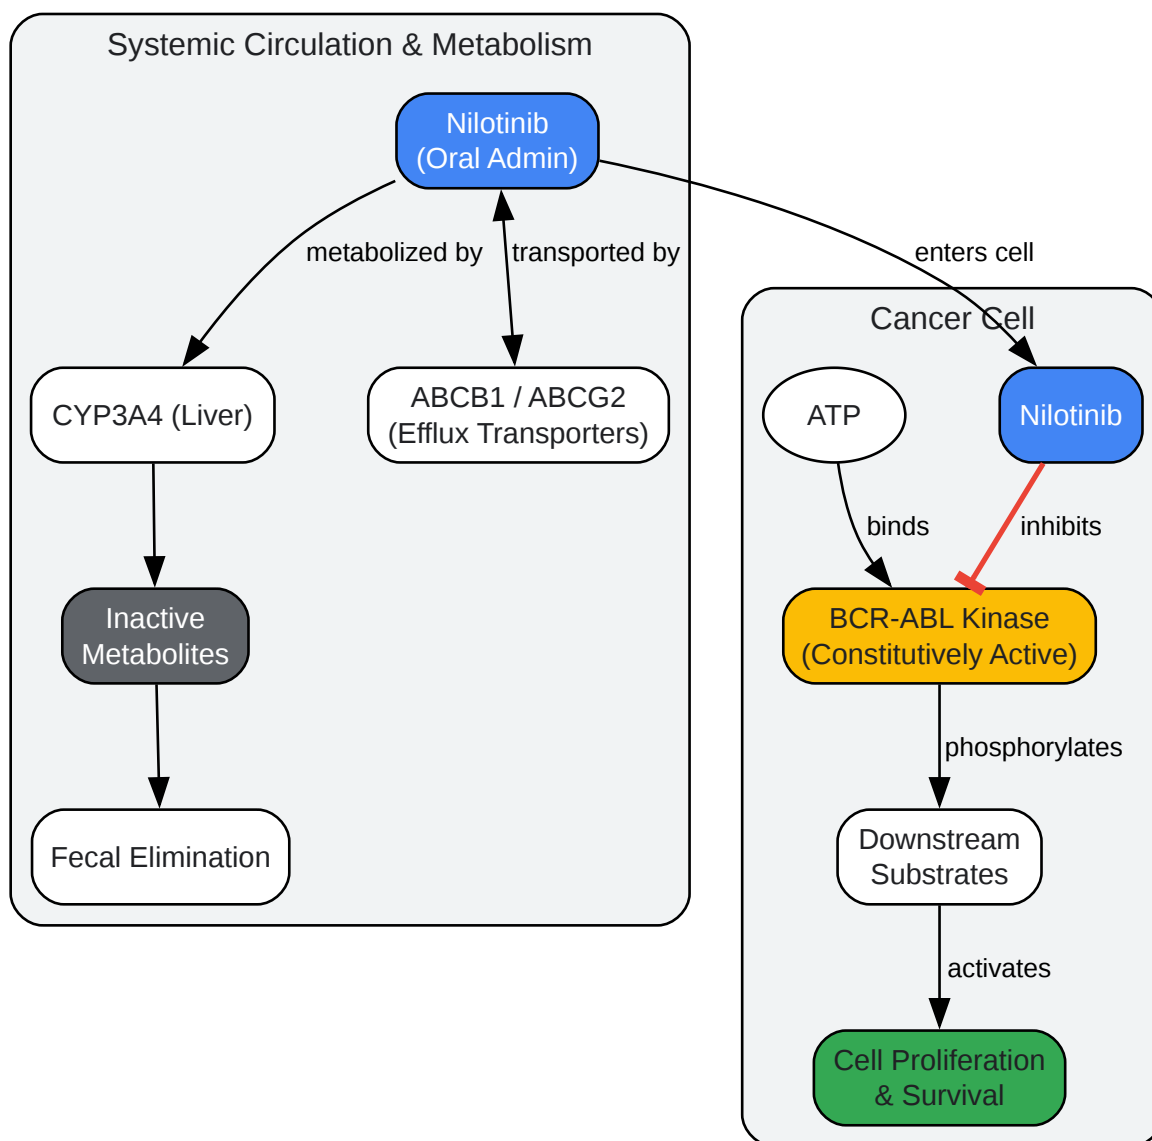 Systemic Circulation & Metabolism
Nilotinib
(Oral Admin)
metabolized by
transported by
enters cell
Cancer Cell
CYP3A4 (Liver)
ABCB1 / ABCG2
(Efflux Transporters)
ATP
Nilotinib
binds
inhibits
Inactive
Metabolites
BCR-ABL Kinase
(Constitutively Active)
phosphorylates
Fecal Elimination
Downstream
Substrates
activates
Cell Proliferation
& Survival